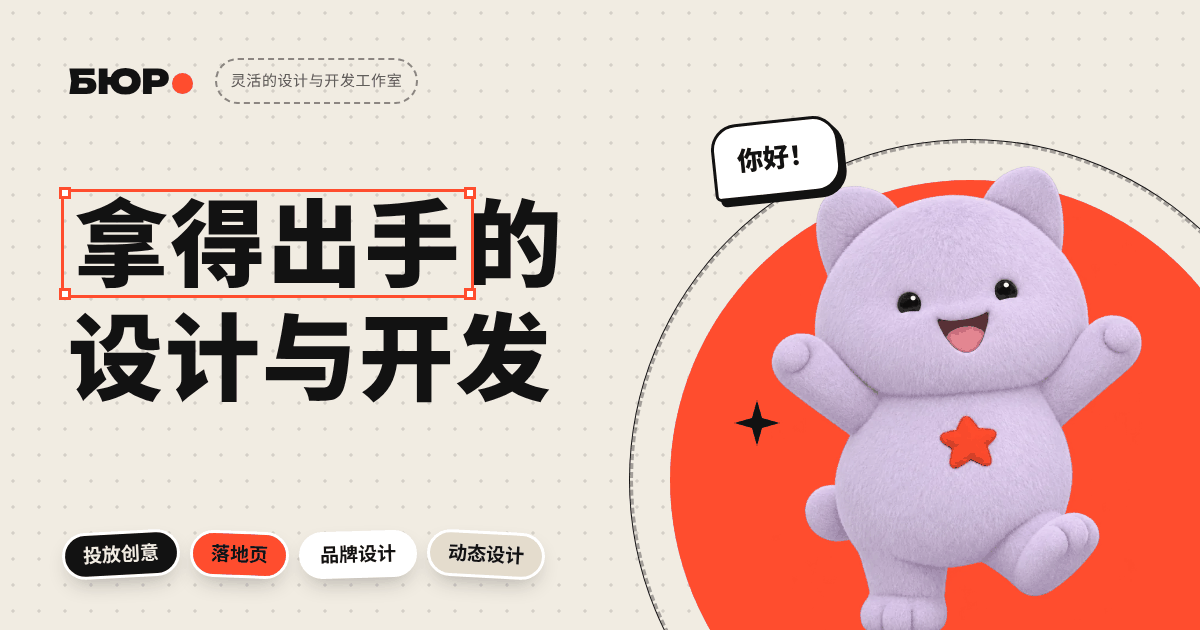 БЮРО
灵活的设计与开发工作室
你好!
拿得出手的
设计与开发
投放创意
落地页
品牌设计
动态设计